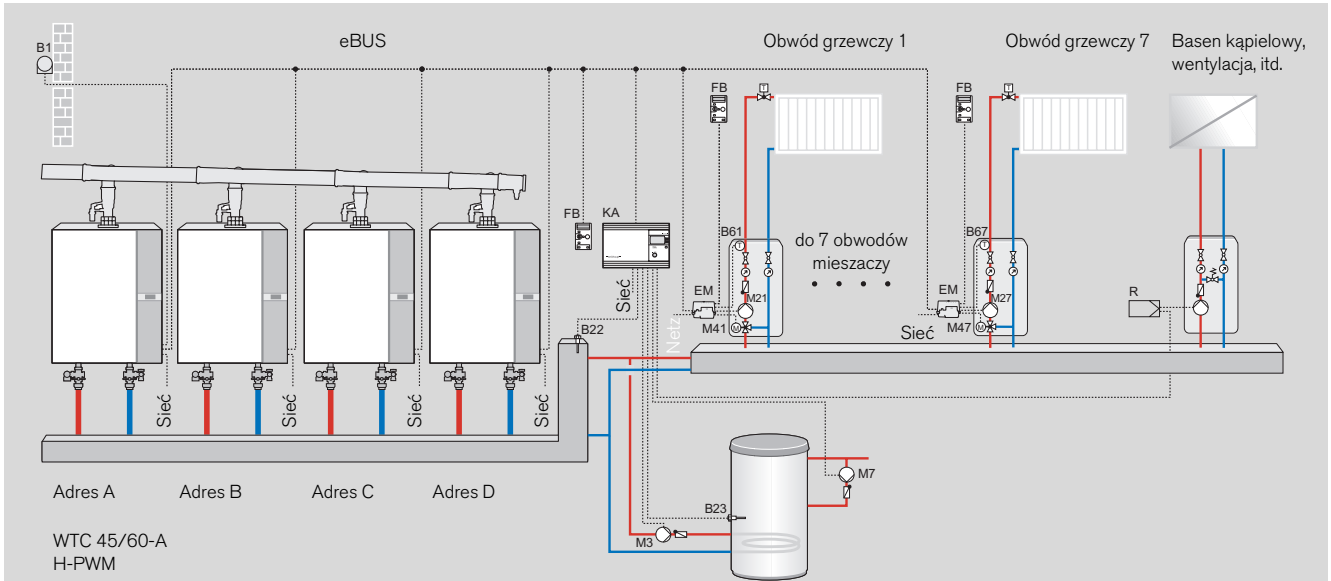 eBUS
Obwód grzewczy 1
Obwód grzewczy 7
Basen kąpielowy,
wentylacja, itd.
B1
FB
T
FB
T
FB
KA
B61
T
do 7 obwodów
mieszaczy
B67
T
EM
M21
M41
M
EM
M27
M47
M
R
Sieć
B22
Netz
Sieć
Sieć
Sieć
Sieć
Sieć
Adres A
Adres B
Adres C
Adres D
M7
B23
M3
WTC 45/60-A
H-PWM